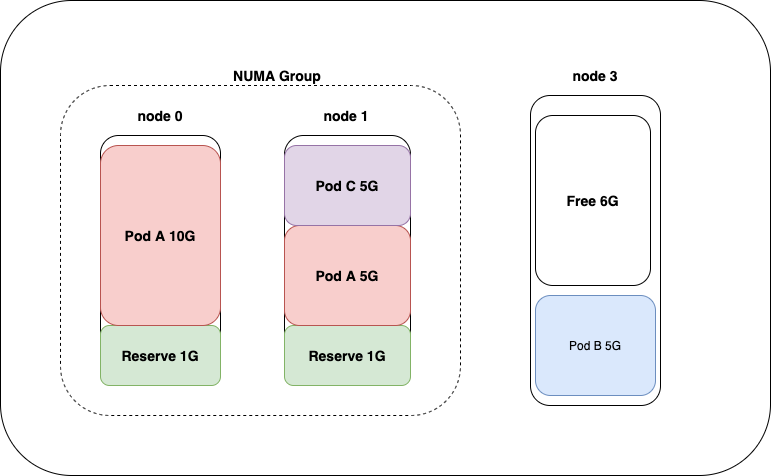 NUMA Group
node 3
node 0
node 1
Pod C 5G
Free 6G
Pod A 10G
Pod A 5G
Pod B 5G
Reserve 1G
Reserve 1G